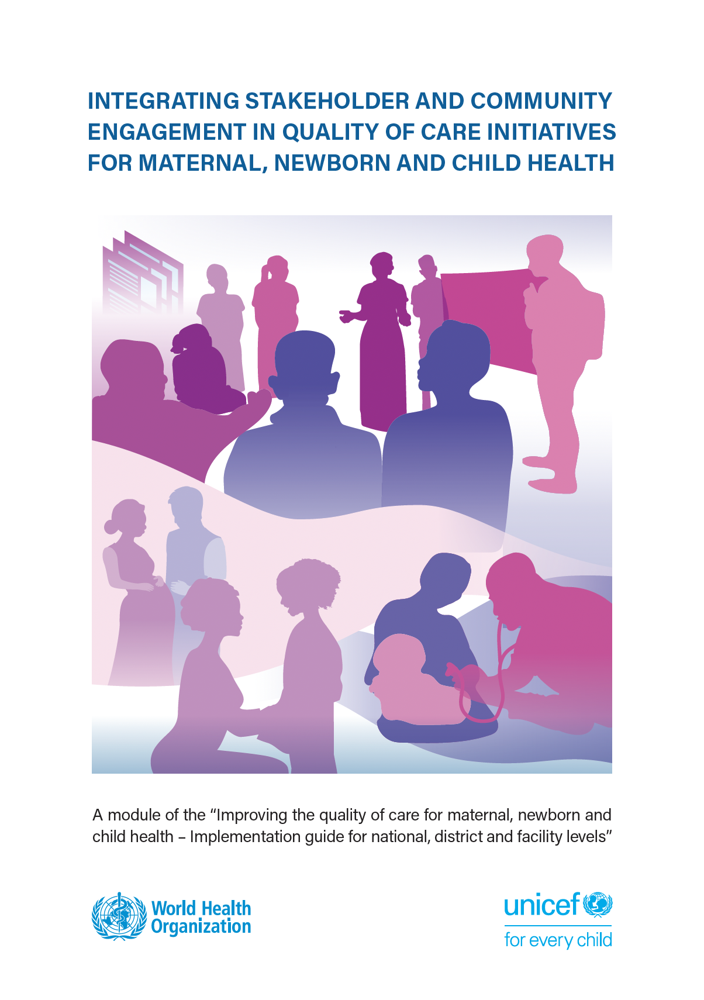 INTEGRATING STAKEHOLDER AND COMMUNITY
ENGAGEMENT IN QUALITY OF CARE INITIATIVES
FOR MATERNAL, NEWBORN AND CHILD HEALTH
A module of the “Improving the quality of care for maternal, newborn and
child health – Implementation guide for national, district and facility levels”
World Health
Organization
unicef
for every child